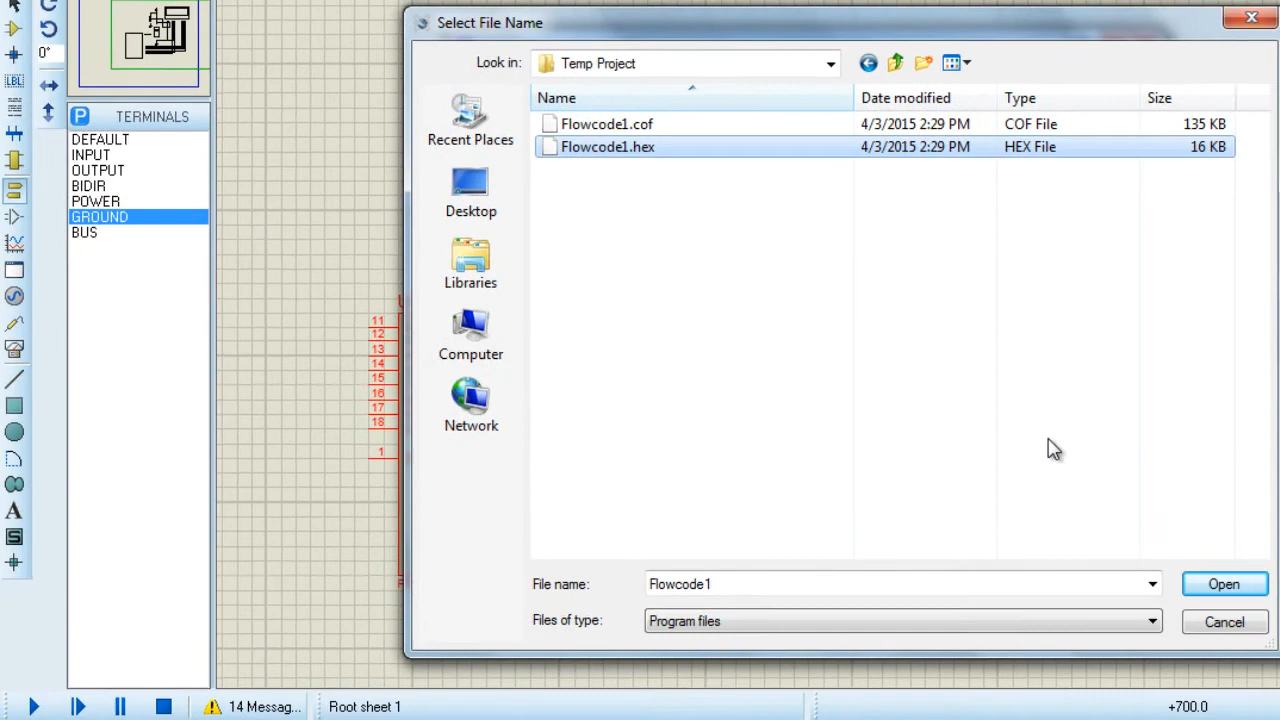 Select File Name
0°
Look in:
Temp Project
LBL
P
TERMINALS
DEFAULT
INPUT
OUTPUT
BIDIR
POWER
GROUND
BUS
Name
Date modified
Type
Size
Flowcode1.cof
4/3/2015 2:29 PM
COF File
135 KB
Flowcode1.hex
4/3/2015 2:29 PM
HEX File
16 KB
Recent Places
Desktop
Libraries
Computer
Network
11
12
13
14
15
16
17
18
1
A
S
File name:
Flowcode1
Open
Files of type:
Program files
Cancel
14 Messag...
Root sheet 1
+700.0